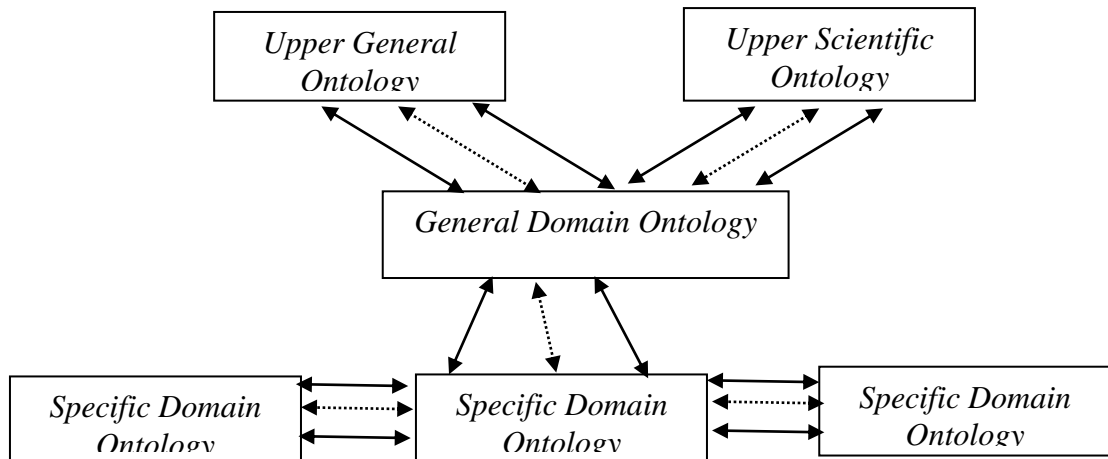 Upper General
Ontology
Upper Scientific
Ontology
General Domain Ontology
Specific Domain
Ontology
Specific Domain
Ontology
Specific Domain
Ontology